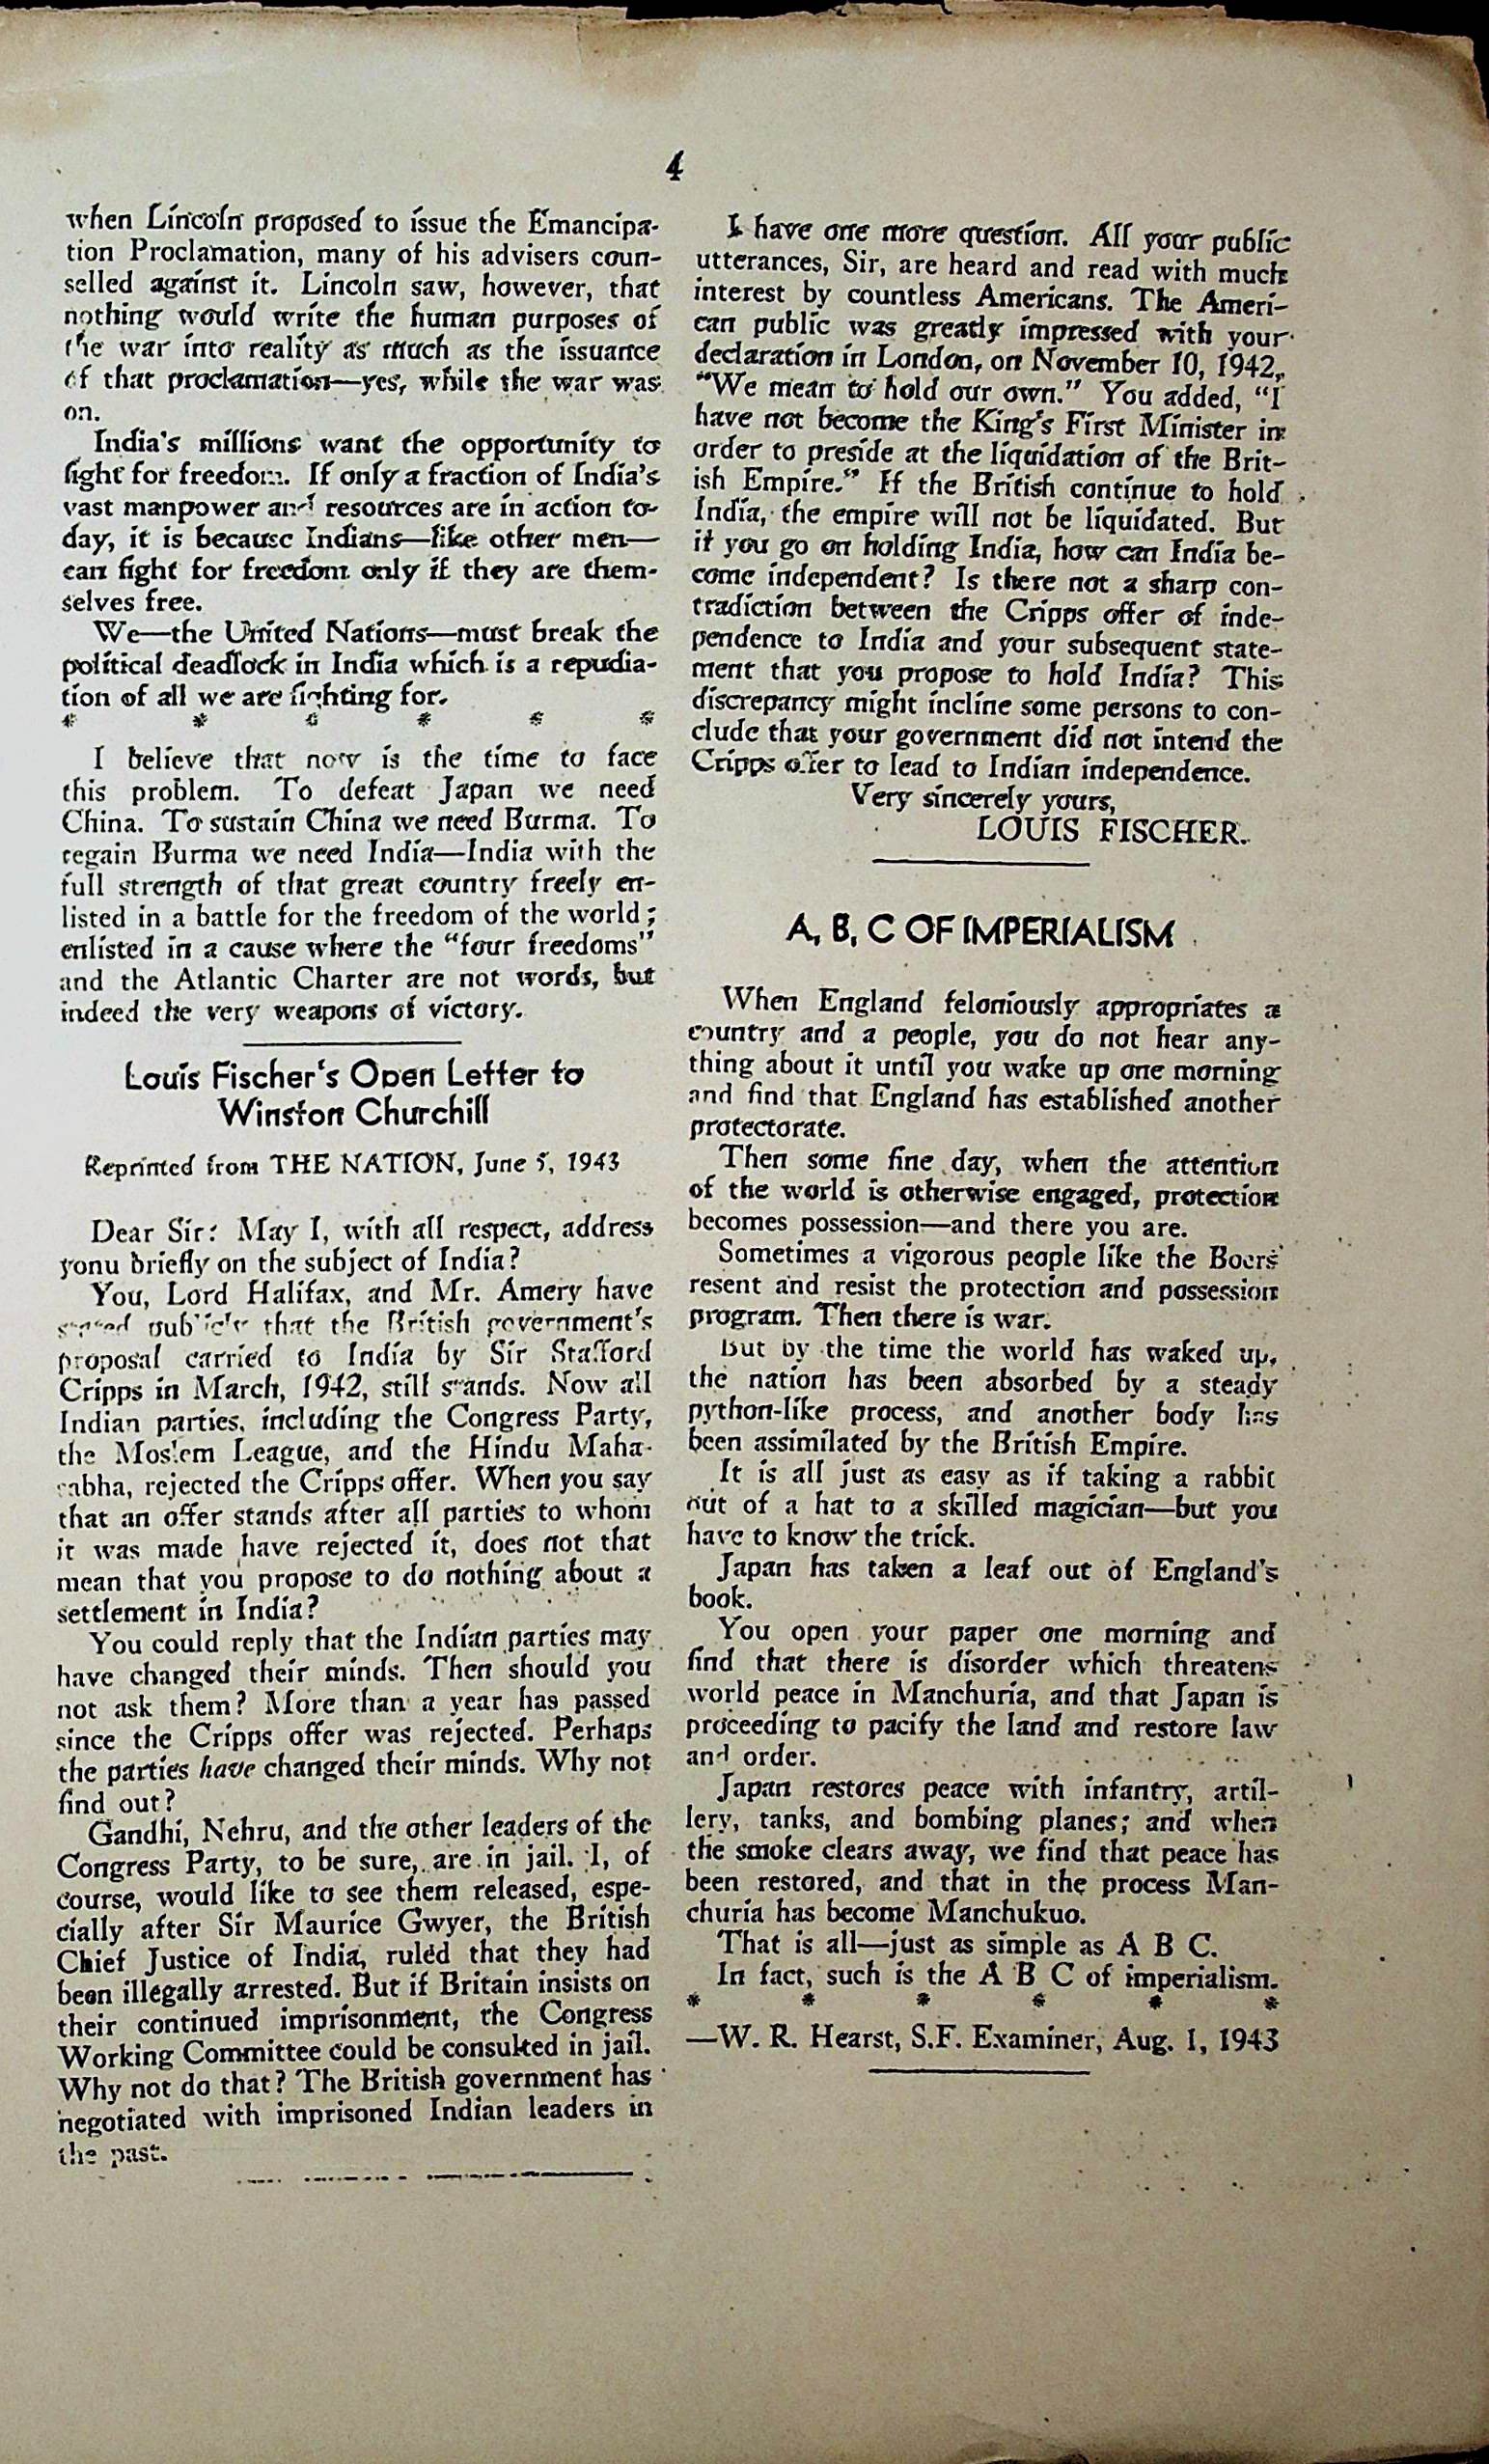 4
when Lincoln proposed to issue the Emancipa-
tion Proclamation, many of his advisers coun-
selled against it. Lincoln saw, however, that
nothing would write the human purposes of
the war into reality as much as the issuance
of that proclamation—yes, while the war was
on.
India's millions want the opportunity to
fight for freedom. If only a fraction of India's
vast manpower and resources are in action to-
day, it is because Indians—like other men—
can fight for freedom only if they are them-
selves free.
We—the United Nations—must break the
political deadlock in India which is a repudia-
tion of all we are fighting for.
* * * * * *
I believe that now is the time to face
this problem. To defeat Japan we need
China. To sustain China we need Burma. To
regain Burma we need India—India with the
full strength of that great country freely en-
listed in a battle for the freedom of the world;
enlisted in a cause where the "four freedoms"
and the Atlantic Charter are not words, but
indeed the very weapons of victory.
Louis Fischer's Open Letter to
Winston Churchill
Reprinted from THE NATION, June 5, 1943
Dear Sir: May I, with all respect, address
yonu briefly on the subject of India?
You, Lord Halifax, and Mr. Amery have
stated publicly that the British government's
proposal carried to India by Sir Stafford
Cripps in March, 1942, still stands. Now all
Indian parties, including the Congress Party,
the Moslem League, and the Hindu Maha-
sabha, rejected the Cripps offer. When you say
that an offer stands after all parties to whom
it was made have rejected it, does not that
mean that you propose to do nothing about a
settlement in India?
You could reply that the Indian parties may
have changed their minds. Then should you
not ask them? More than a year has passed
since the Cripps offer was rejected. Perhaps
the parties have changed their minds. Why not
find out?
Gandhi, Nehru, and the other leaders of the
Congress Party, to be sure, are in jail. I, of
course, would like to see them released, espe-
cially after Sir Maurice Gwyer, the British
Chief Justice of India, ruled that they had
been illegally arrested. But if Britain insists on
their continued imprisonment, the Congress
Working Committee could be consulted in jail.
Why not do that? The British government has
negotiated with imprisoned Indian leaders in
the past.
I have one more question. All your public
utterances, Sir, are heard and read with much
interest by countless Americans. The Ameri-
can public was greatly impressed with your
declaration in London, on November 10, 1942,
"We mean to hold our own." You added, "I
have not become the King's First Minister in
order to preside at the liquidation of the Brit-
ish Empire." If the British continue to hold
India, the empire will not be liquidated. But
if you go on holding India, how can India be-
come independent? Is there not a sharp con-
tradiction between the Cripps offer of inde-
pendence to India and your subsequent state-
ment that you propose to hold India? This
discrepancy might incline some persons to con-
clude that your government did not intend the
Cripps offer to lead to Indian independence.
Very sincerely yours,
LOUIS FISCHER.
A, B, C OF IMPERIALISM
When England feloniously appropriates a
country and a people, you do not hear any-
thing about it until you wake up one morning
and find that England has established another
protectorate.
Then some fine day, when the attention
of the world is otherwise engaged, protection
becomes possession—and there you are.
Sometimes a vigorous people like the Boers
resent and resist the protection and possession
program. Then there is war.
But by the time the world has waked up,
the nation has been absorbed by a steady
python-like process, and another body has
been assimilated by the British Empire.
It is all just as easy as if taking a rabbit
out of a hat to a skilled magician—but you
have to know the trick.
Japan has taken a leaf out of England's
book.
You open your paper one morning and
find that there is disorder which threatens
world peace in Manchuria, and that Japan is
proceeding to pacify the land and restore law
and order.
Japan restores peace with infantry, artil-
lery, tanks, and bombing planes; and when
the smoke clears away, we find that peace has
been restored, and that in the process Man-
churia has become Manchukuo.
That is all—just as simple as A B C.
In fact, such is the A B C of imperialism.
* * * * * *
—W. R. Hearst, S.F. Examiner, Aug. 1, 1943